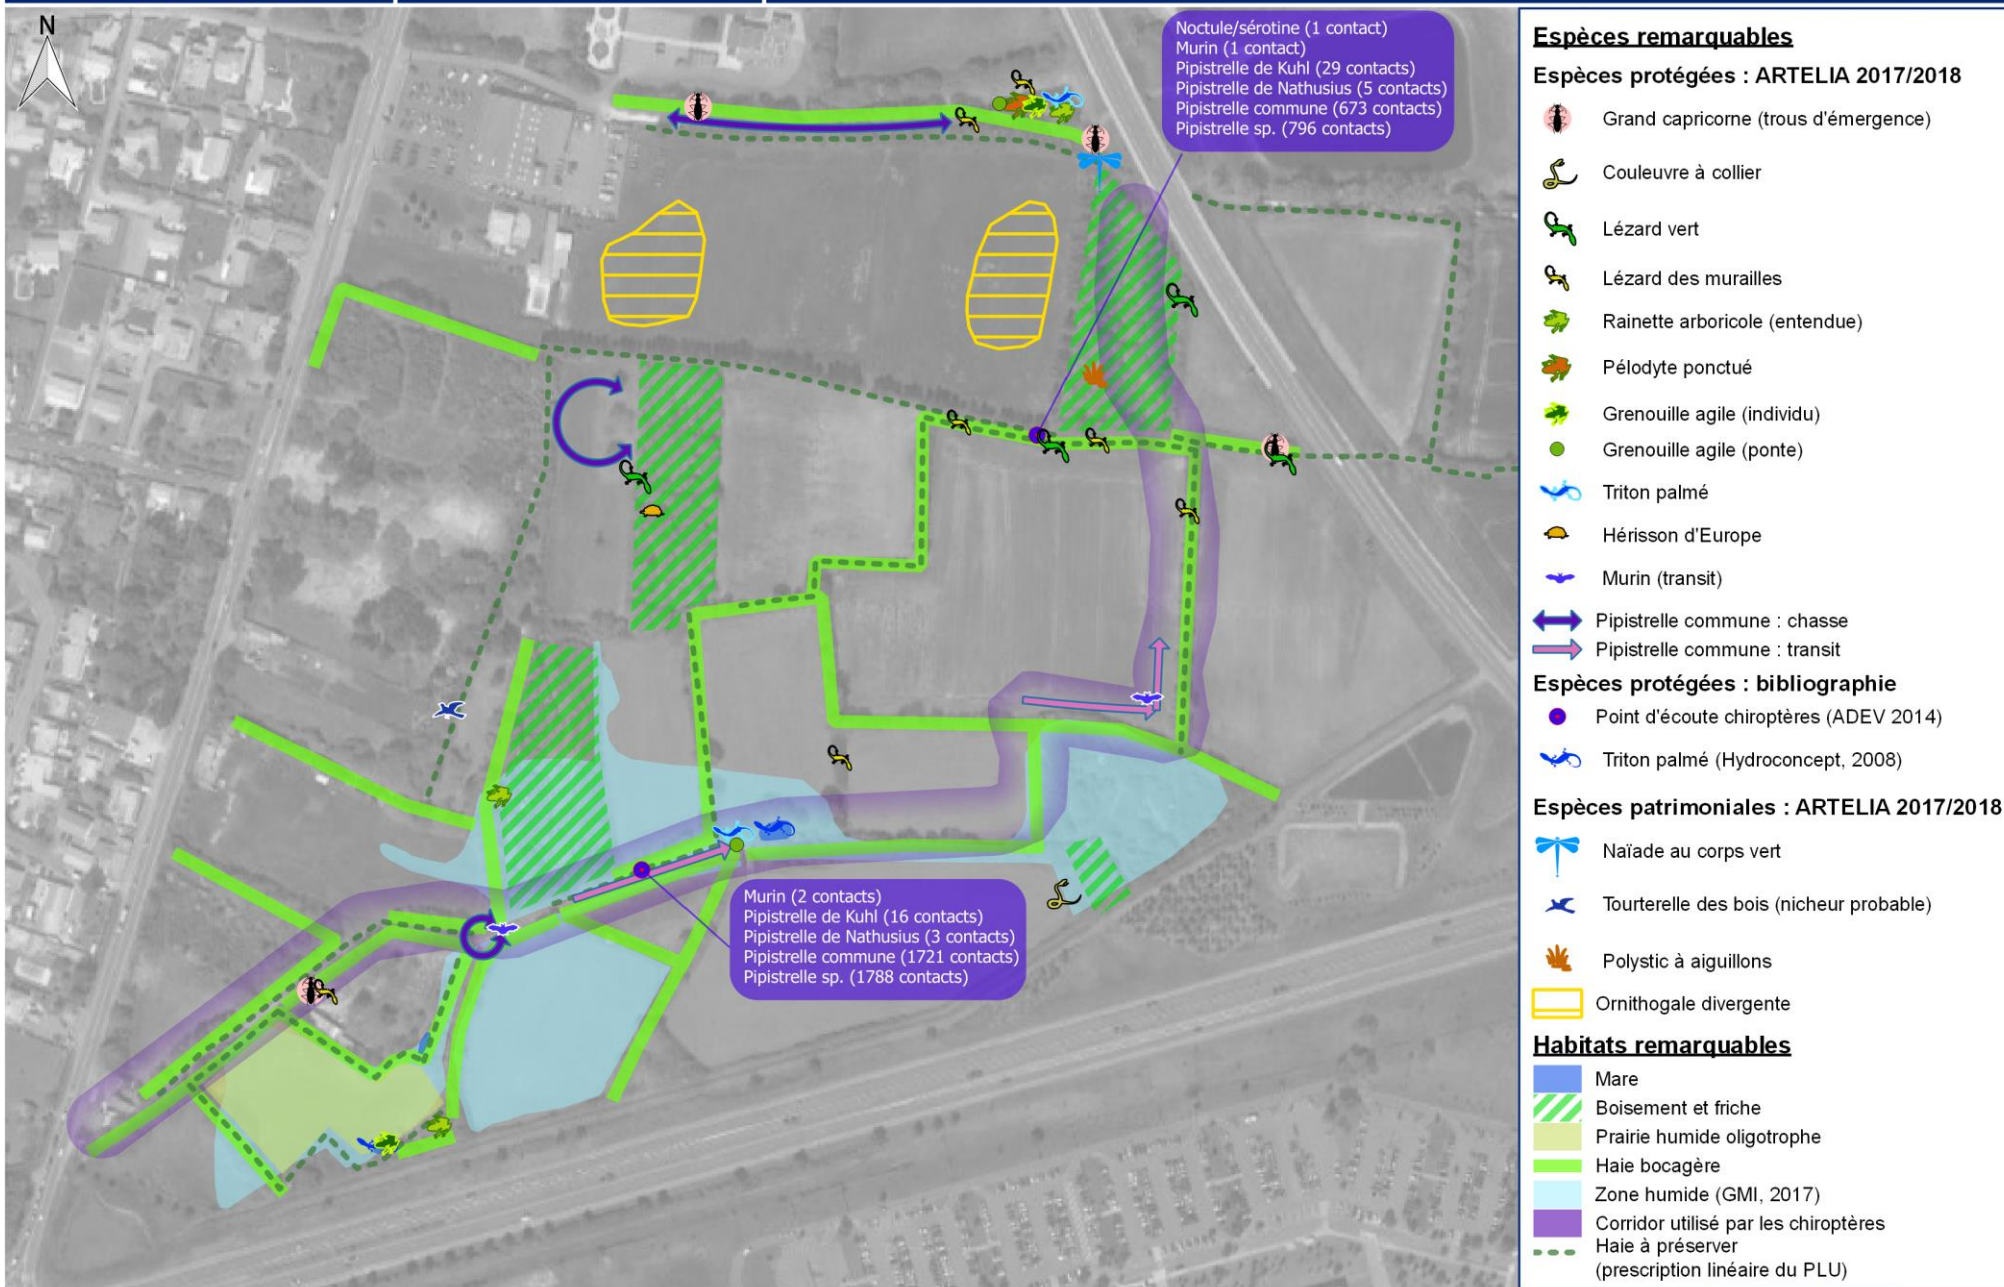 N
Noctule/sérotine (1 contact)
Murin (1 contact)
Pipistrelle de Kuhl (29 contacts)
Pipistrelle de Nathusius (5 contacts)
Pipistrelle commune (673 contacts)
Pipistrelle sp. (796 contacts)
Murin (2 contacts)
Pipistrelle de Kuhl (16 contacts)
Pipistrelle de Nathusius (3 contacts)
Pipistrelle commune (1721 contacts)
Pipistrelle sp. (1788 contacts)
Espèces remarquables
Espèces protégées : ARTELIA 2017/2018
Grand capricorne (trous d'émergence)
Couleuvre à collier
Lézard vert
Lézard des murailles
Rainette arboricole (entendue)
Pélodyte ponctué
Grenouille agile (individu)
Grenouille agile (ponte)
Triton palmé
Hérisson d'Europe
Murin (transit)
Pipistrelle commune : chasse
Pipistrelle commune : transit
Espèces protégées : bibliographie
Point d'écoute chiroptères (ADEV 2014)
Triton palmé (Hydroconcept, 2008)
Espèces patrimoniales : ARTELIA 2017/2018
Naïade au corps vert
Tourterelle des bois (nicheur probable)
Polystic à aiguillons
Ornithogale divergente
Habitats remarquables
Mare
Boisement et friche
Prairie humide oligotrophe
Haie bocagère
Zone humide (GMI, 2017)
Corridor utilisé par les chiroptères
Haie à préserver
(prescription linéaire du PLU)